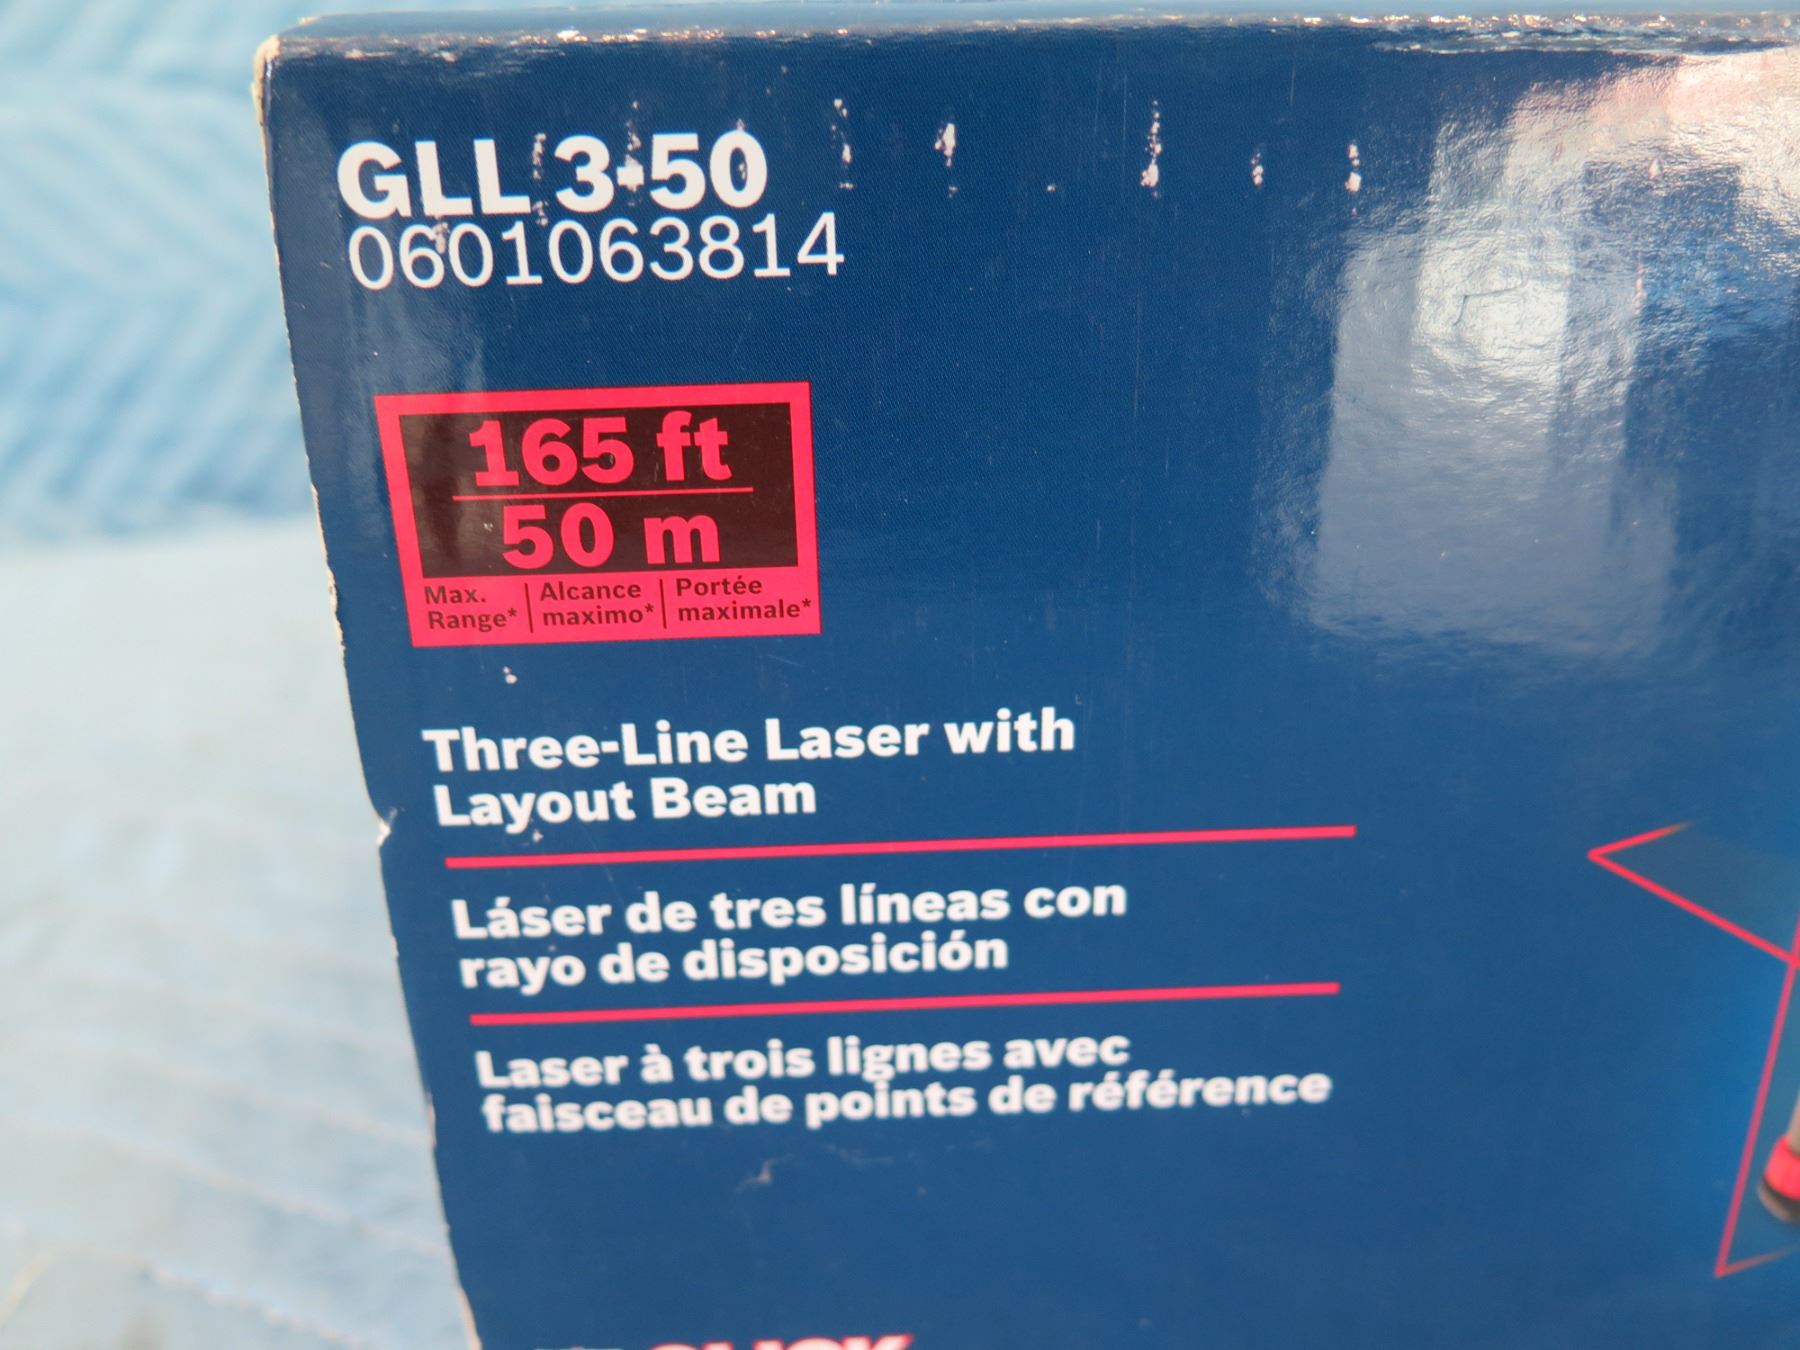 GLL 3-50
0601063814
165 ft
50 m
Max. Range*
Alcance maximo*
Portée maximale*
Three-Line Laser with
Layout Beam
Láser de tres líneas con
rayo de disposición
Laser à trois lignes avec
faisceau de points de référence